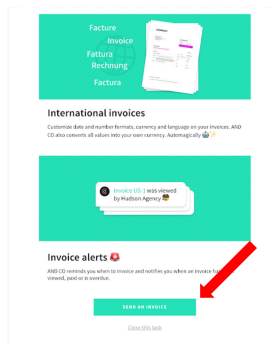 Facture
Invoice
Fattura
Rechnung
Factura
International invoices
Customize date and number formats, currency and language on your invoices. AND
CO also converts all values into your own currency. Automagically 🤖✨
Invoice US-1 was viewed
by Hudson Agency
Invoice alerts 🚨
AND CO reminds you when to invoice and notifies you when an invoice has
viewed, paid or is overdue.
SEND AN INVOICE
Close this task